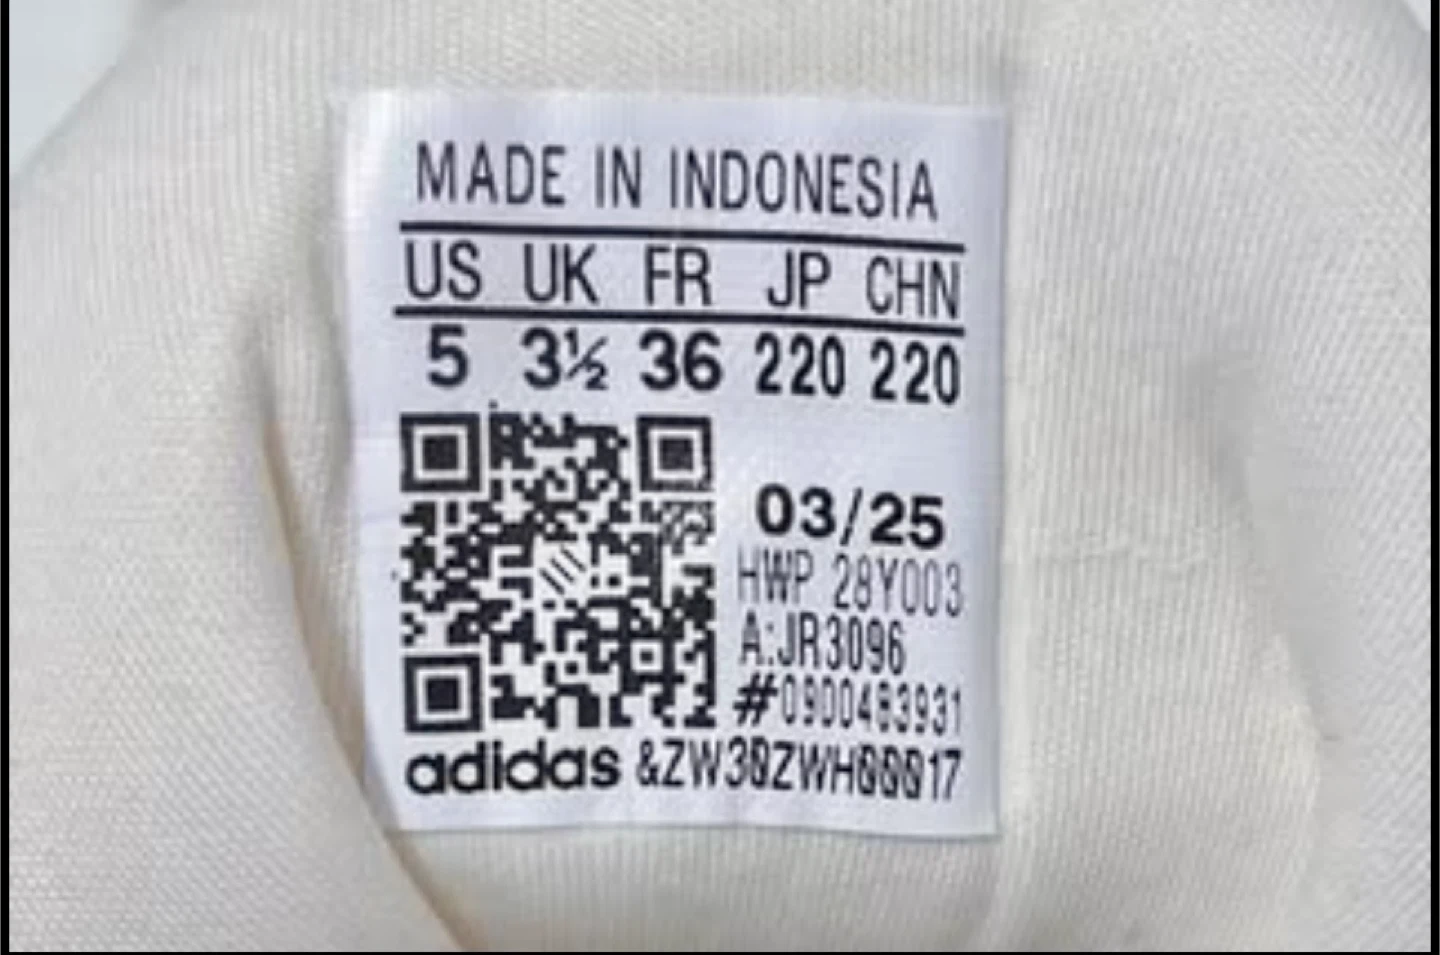 MADE IN INDONESIA
US UK FR JP CHN
5 3½ 36 220 220
03/25
HWP 28Y003
A:JR3096
#0900483931
adidas &ZW30ZWH00017